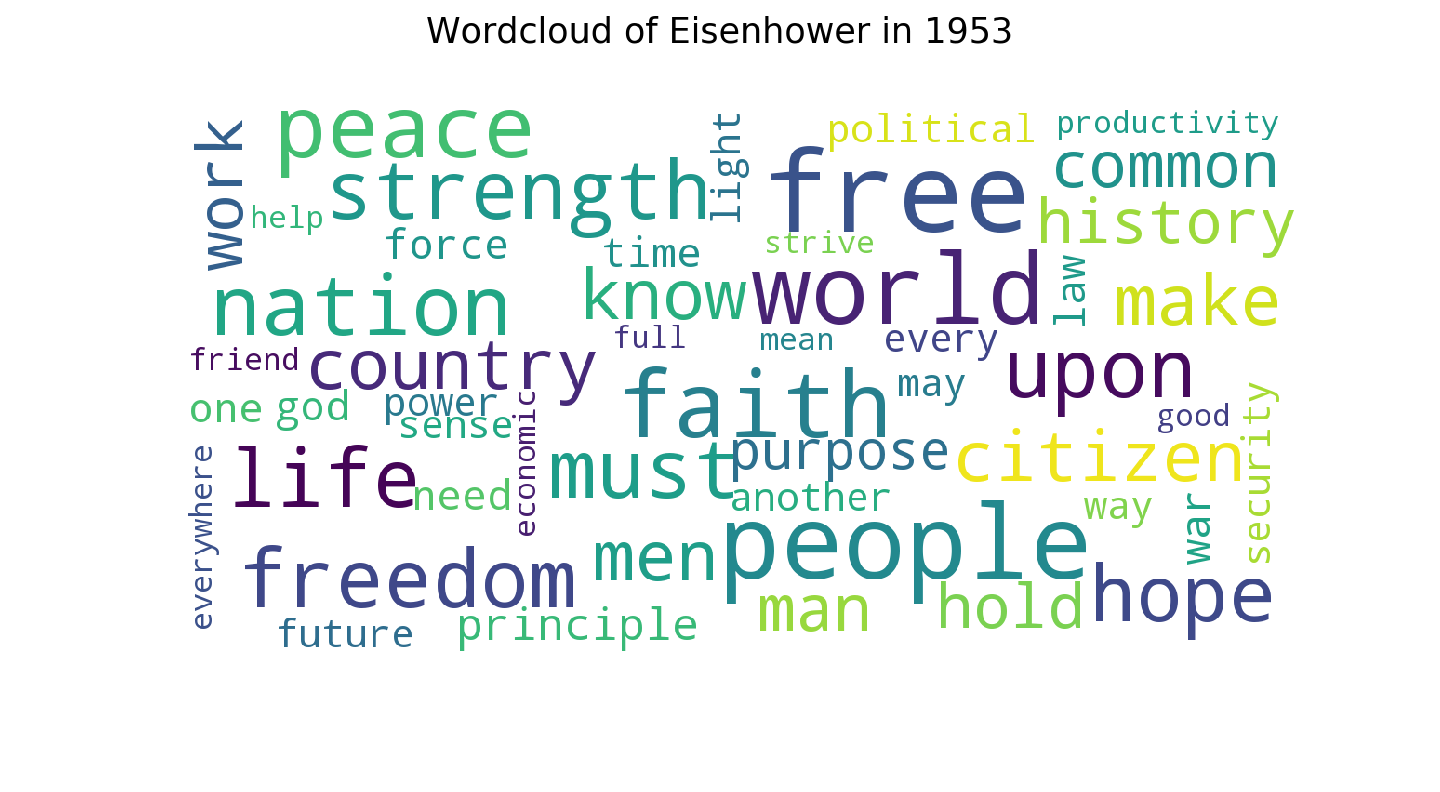 Wordcloud of Eisenhower in 1953
work
peace
light
political
productivity
strength
free
common
help
history
force
time
strive
nation
know
world
law
make
full
mean
every
friend
country
upon
faith
may
one
god
power
sense
economic
good
security
everywhere
life
need
must
purpose
citizen
another
way
war
people
freedom
men
hope
man
hold
future
principle